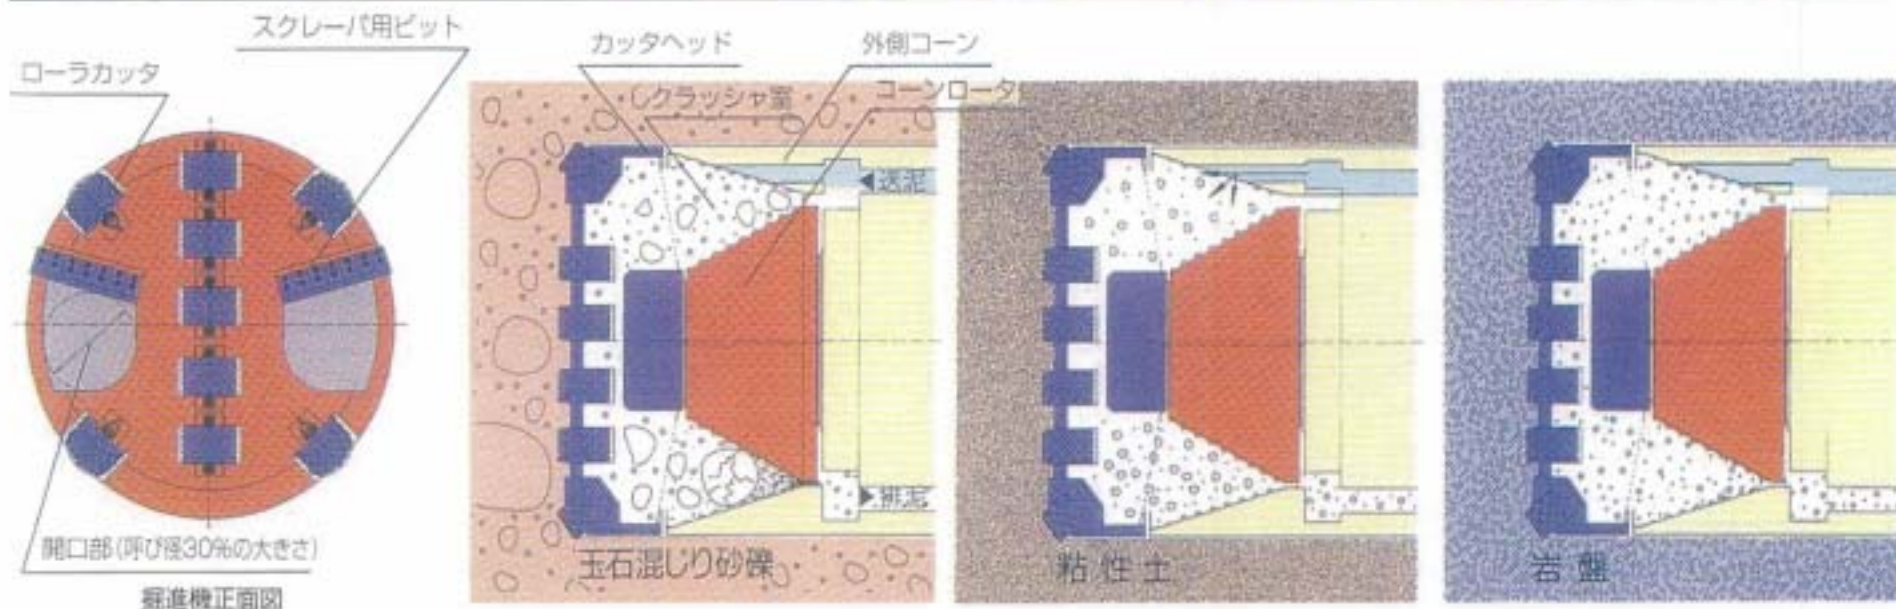 スクレーパ用ビット
ローラカッタ
開口部(呼び径30%の大きさ)
掘進機正面図
カッタヘッド
外側コーン
クラッシャ室
コーンロータ
◀送泥
▶排泥
玉石混じり砂礫
粘性土
岩盤